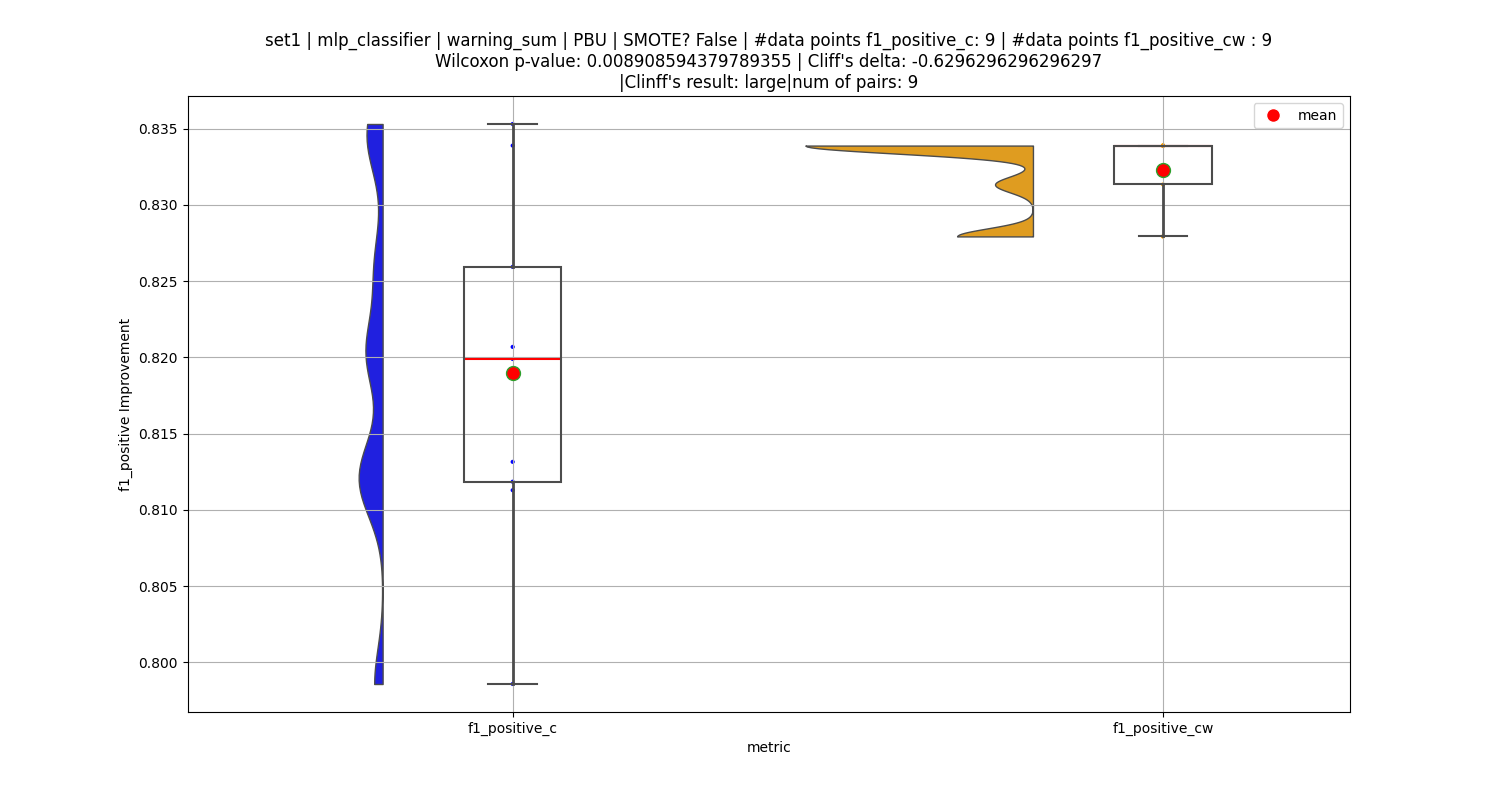 set1 | mlp_classifier | warning_sum | PBU | SMOTE? False | #data points f1_positive_c: 9 | #data points f1_positive_cw : 9
Wilcoxon p-value: 0.008908594379789355 | Cliff's delta: -0.6296296296296297
|Clinff's result: large|num of pairs: 9
mean
0.835
0.830
0.825
0.820
0.815
0.810
0.805
0.800
f1_positive Improvement
f1_positive_c
f1_positive_cw
metric